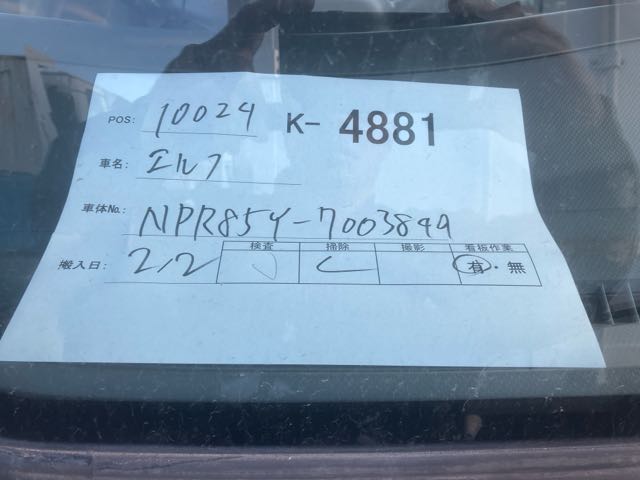 POS: 10024 K- 4881
車名: エルフ
車体No.: NPR85Y-7003849
搬入日: 2/2 検査 掃除 撮影 看板作業
有・無